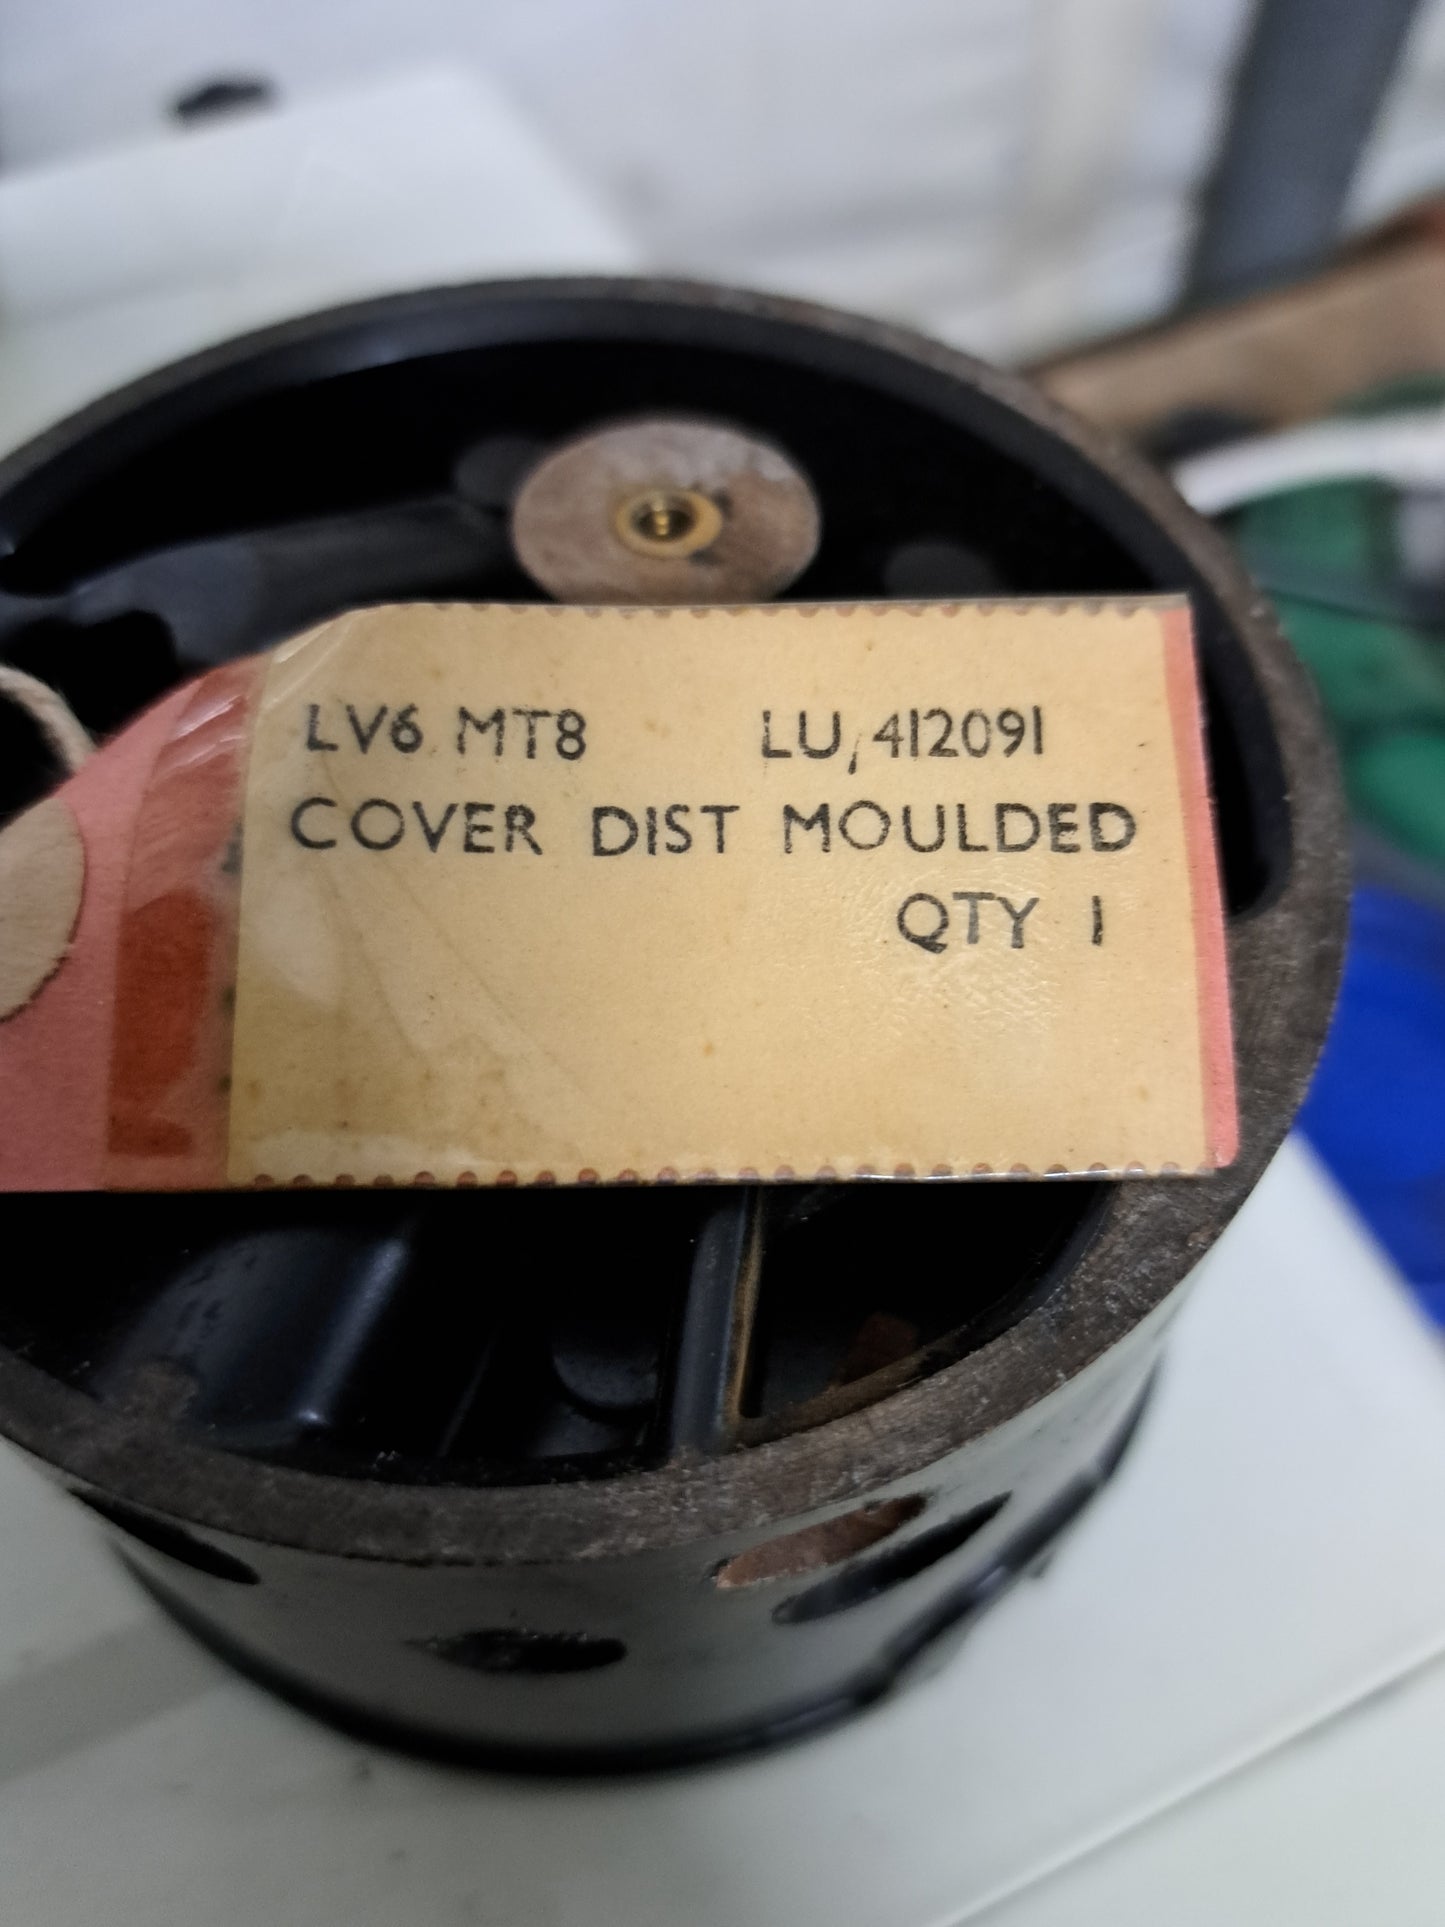 LV6 MT8 LU,412091
COVER DIST MOULDED
QTY 1